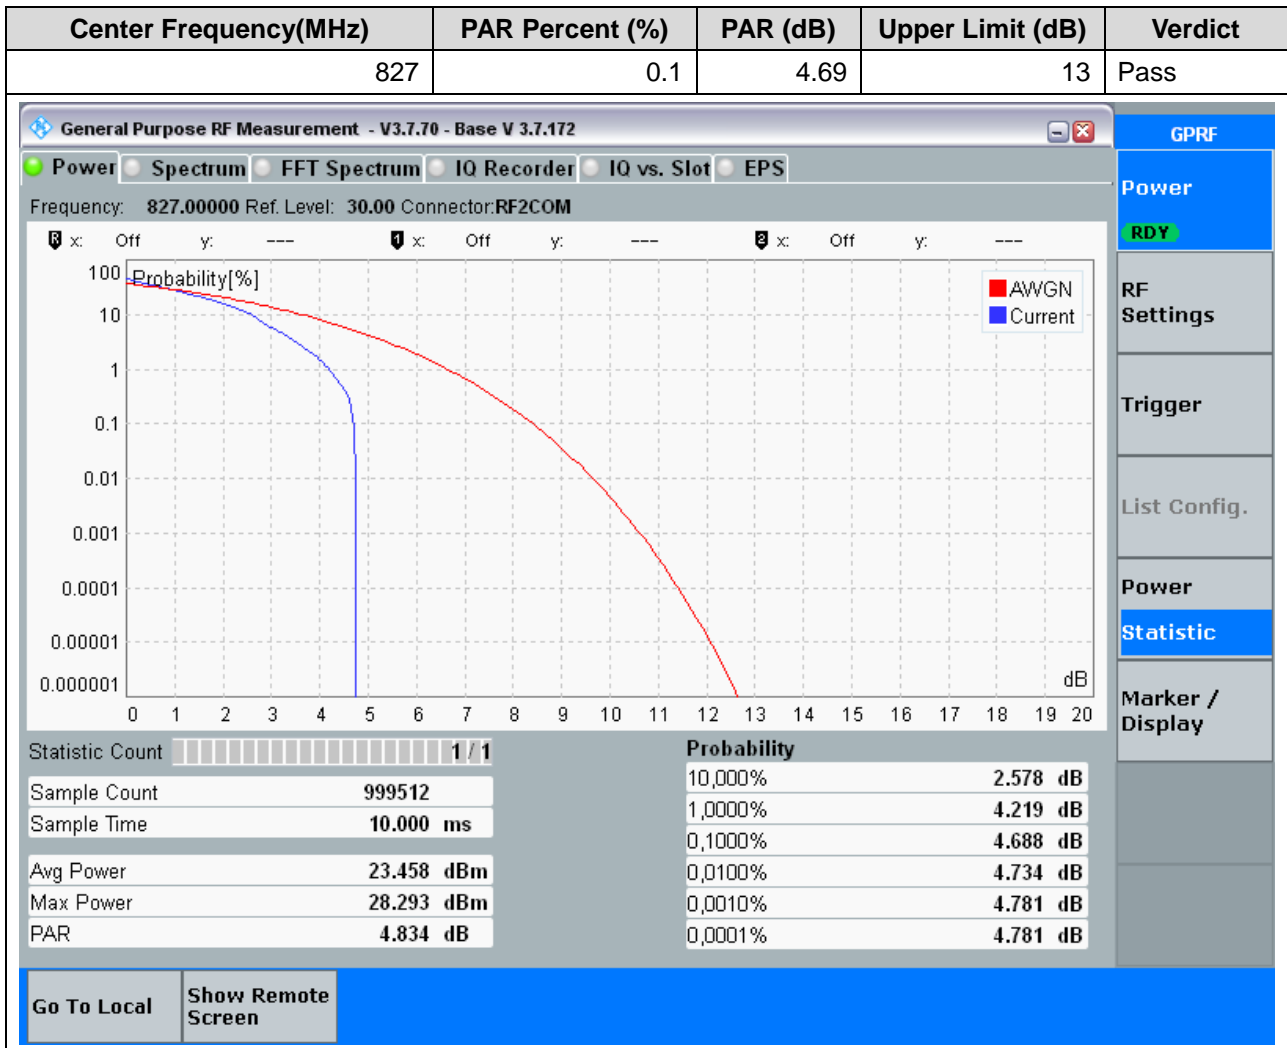 Center Frequency(MHz) PAR Percent (%) PAR (dB) Upper Limit (dB) Verdict
827 0.1 4.69 13 Pass
General Purpose RF Measurement - V3.7.70 - Base V 3.7.172
GPRF
Power Spectrum FFT Spectrum IQ Recorder IQ vs. Slot EPS
Power
RDY
Frequency: 827.00000 Ref. Level: 30.00 Connector:RF2COM
R x: Off y: --- 1 x: Off y: --- 2 x: Off y: ---
Probability[%]
AWGN
Current
100
10
1
0.1
0.01
0.001
0.0001
0.00001
0.000001
dB
0 1 2 3 4 5 6 7 8 9 10 11 12 13 14 15 16 17 18 19 20
RF
Settings
Trigger
List Config.
Power
Statistic
Marker /
Display
Statistic Count 1 / 1
Sample Count 999512
Sample Time 10.000 ms
Avg Power 23.458 dBm
Max Power 28.293 dBm
PAR 4.834 dB
Probability
10,000% 2.578 dB
1,0000% 4.219 dB
0,1000% 4.688 dB
0,0100% 4.734 dB
0,0010% 4.781 dB
0,0001% 4.781 dB
Go To Local
Show Remote
Screen